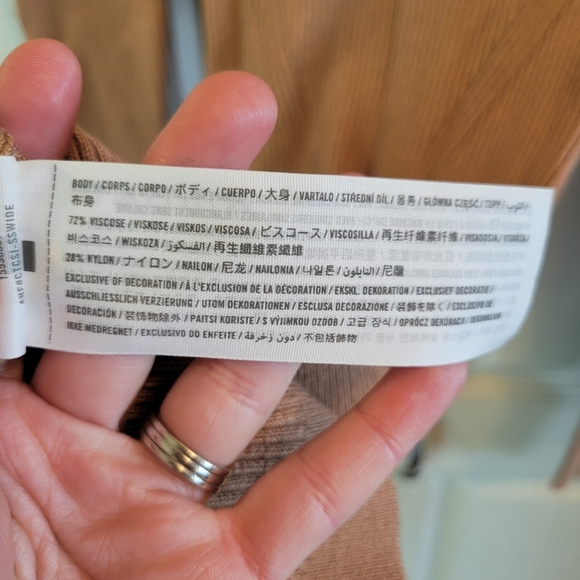 BODY / CORPS / CORPO / ボディ / CUERPO / 大身 / VARTALO / STŘEDNÍ DÍL / 몸통 / GŁÓWNA CZĘŚĆ / TOPP / التوب /
布身
72% VISCOSE / VISKOSE / VISKOS / VISCOSA / ビスコース / VISCOSILLA / 再生纤维素纤维 / VISKOOSIA / VISKÓZA /
비스코스 / WISKOZA / الفسكوز / 再生纖維素纖維
28% NYLON / ナイロン / NAILON / 尼龙 / NAILONIA / 나일론 / النايلون / 尼龍
EXCLUSIVE OF DECORATION / À L'EXCLUSION DE LA DÉCORATION / EKSKL. DEKORATION / EXCLUSIEF DECORATIE /
AUSSCHLIESSLICH VERZIERUNG / UTOM DEKORATIONEN / ESCLUSA DECORAZIONE / 装飾を除く / EXCLUSIVO DE
DECORACIÓN / 装饰物除外 / PAITSI KORISTE / S VÝJIMKOU OZDOB / 고급 장식 / OPRÓCZ DEKORACJI / DEKORASJON
IKKE MEDREGNET / EXCLUSIVO DO ENFEITE / دون وَخرفة / 不包括飾物